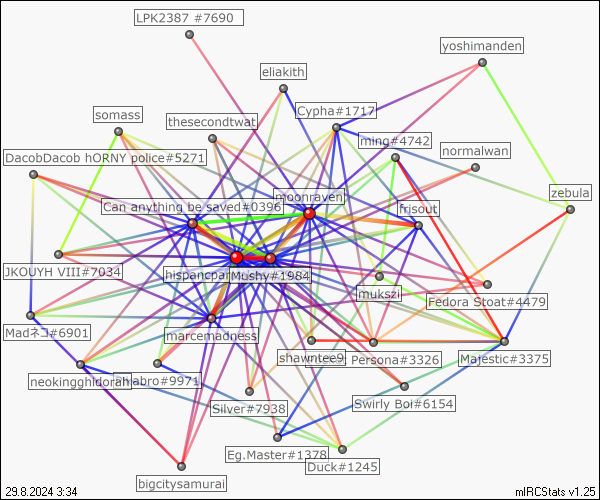 LPK2387 #7690
yoshimanden
eliakith
Cypha#1717
somass
thesecondtwat
ming#4742
normalwan
DacobDacob hORNY police#5271
zebula
moonraven
Can anything be saved#0396
frisout
JKOUYH VIII#7034
hispancpar
Mushy#1984
mukszi
Fedora Stoat#4479
Madネコ#6901
marcemadness
shawntee9
Persona#3326
Majestic#3375
neokingghidorah
#9971
Silver#7938
Swirly Boi#6154
Eg.Master#1378
Duck#1245
bigcitysamurai
29.8.2024 3:34
mIRCStats v1.25